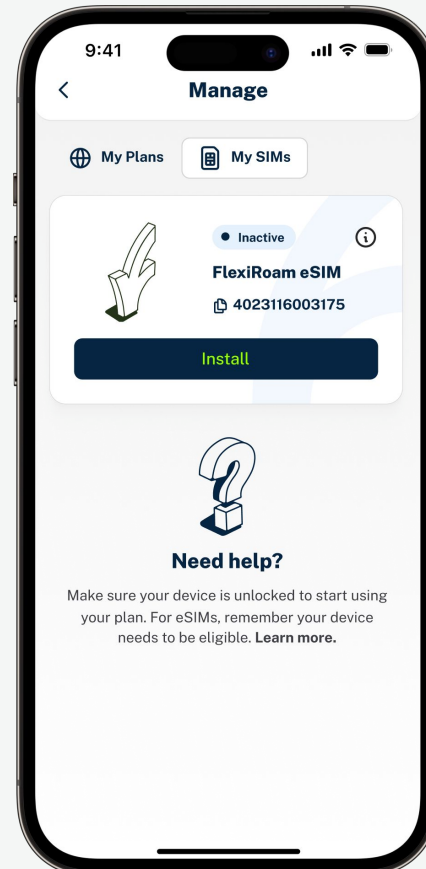 9:41
Manage
My Plans
My SIMs
Inactive
FlexiRoam eSIM
4023116003175
Install
Need help?
Make sure your device is unlocked to start using
your plan. For eSIMs, remember your device
needs to be eligible. Learn more.